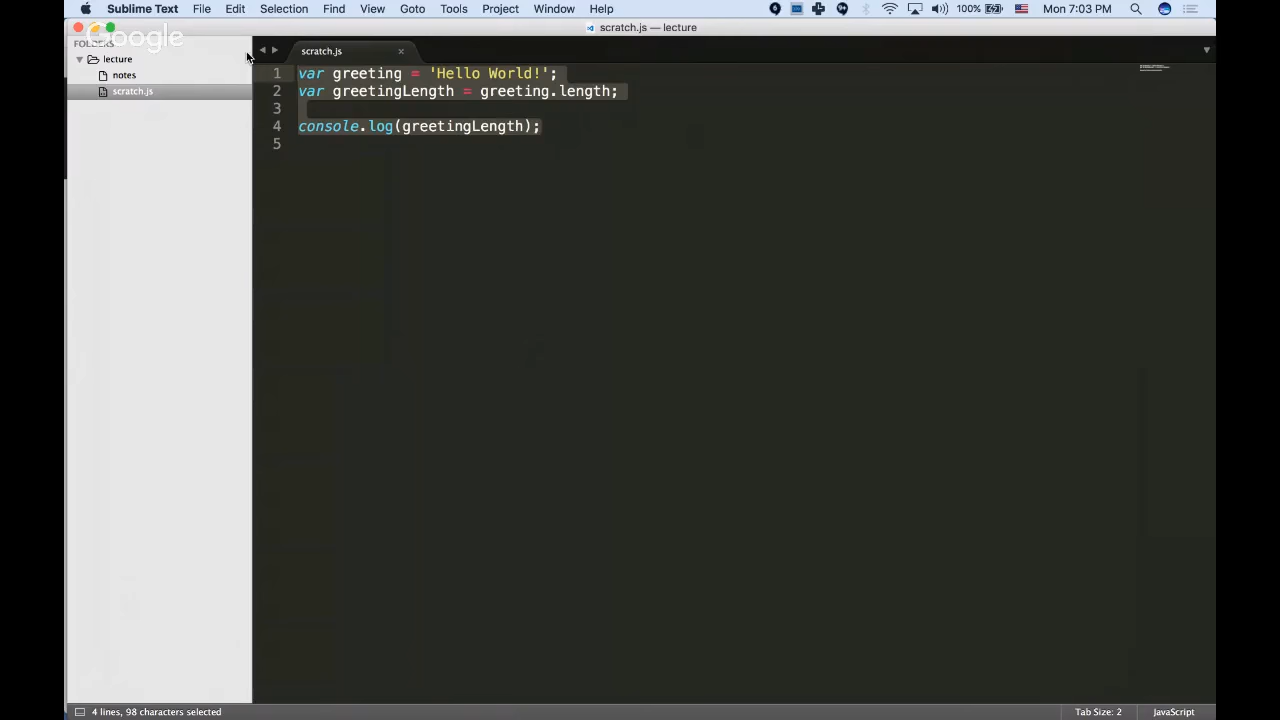 Sublime Text File Edit Selection Find View Goto Tools Project Window Help 100% Mon 7:03 PM
scratch.js — lecture
Google
FOLDERS
lecture
notes
scratch.js
scratch.js
1 var greeting = 'Hello World!';
2 var greetingLength = greeting.length;
3
4 console.log(greetingLength);
5
4 lines, 98 characters selected
Tab Size: 2
JavaScript